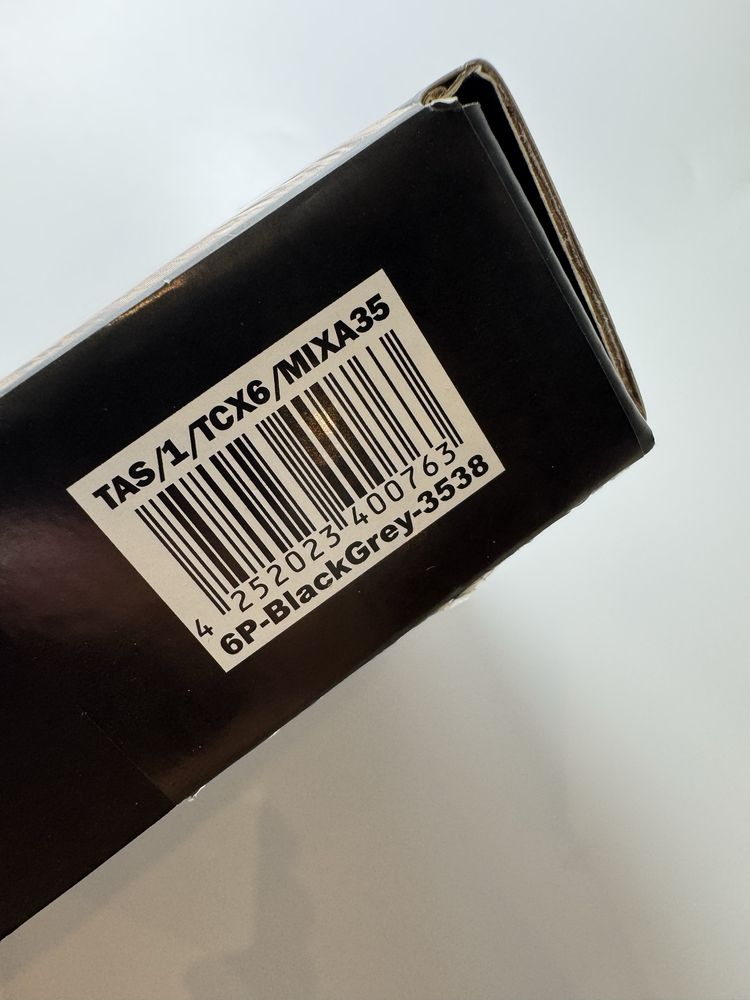 TAS/1/TCX6/MIXA35
4 252023 400763
6P-BlackGrey-3538